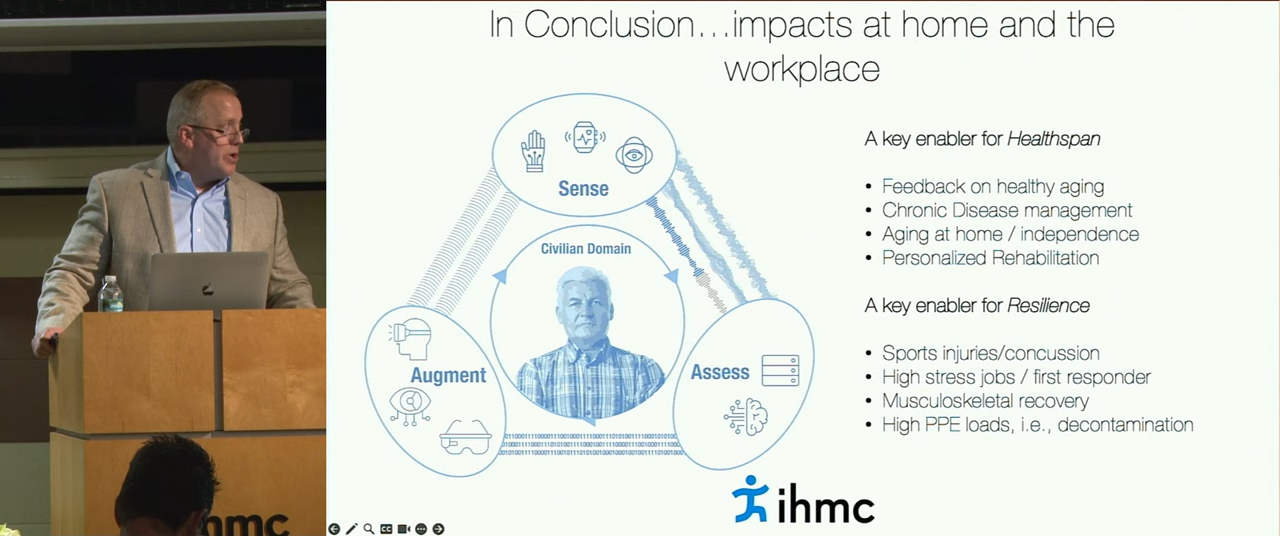 In Conclusion...impacts at home and the
workplace
Sense
Civilian Domain
Augment
Assess
A key enabler for Healthspan
• Feedback on healthy aging
• Chronic Disease management
• Aging at home / independence
• Personalized Rehabilitation
A key enabler for Resilience
• Sports injuries/concussion
• High stress jobs / first responder
• Musculoskeletal recovery
• High PPE loads, i.e., decontamination
ihmc
CC